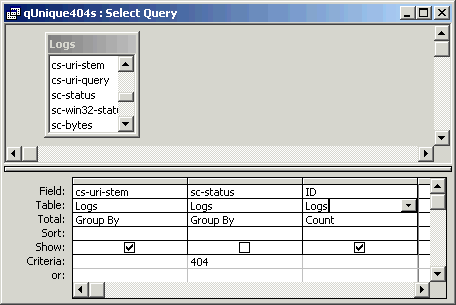 qUnique404s : Select Query
Logs
cs-uri-stem
cs-uri-query
sc-status
sc-win32-stat
sc-bytes
Field: cs-uri-stem sc-status ID
Table: Logs Logs Logs
Total: Group By Group By Count
Sort:
Show:
Criteria: 404
or: